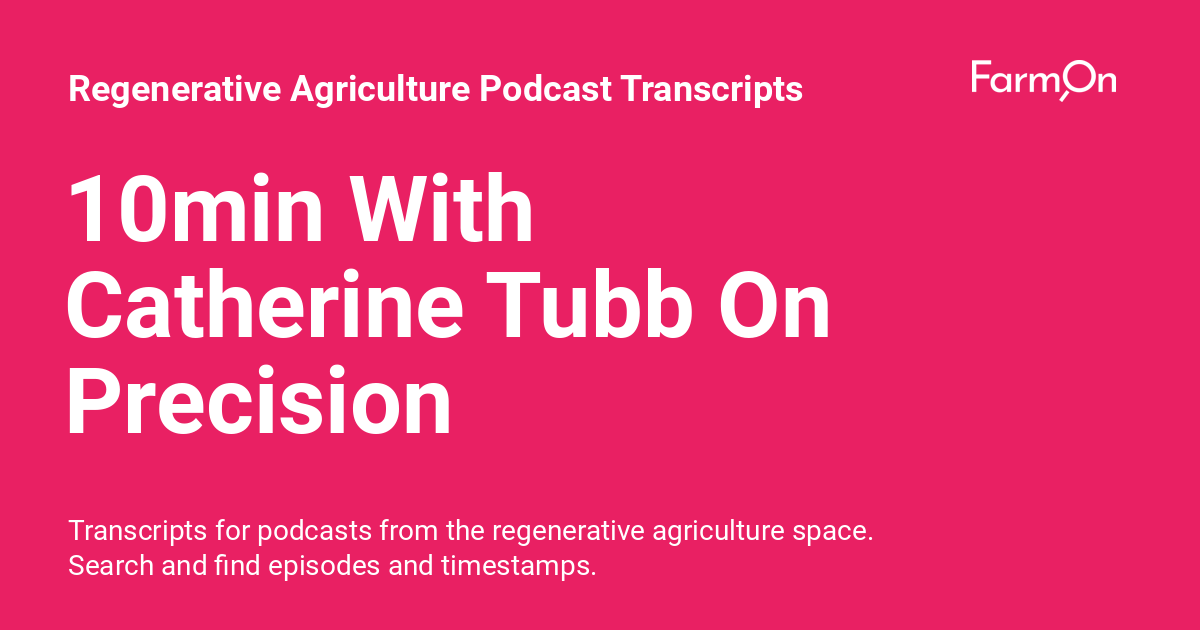 Regenerative Agriculture Podcast Transcripts
FarmOn
10min With
Catherine Tubb On
Precision
Transcripts for podcasts from the regenerative agriculture space.
Search and find episodes and timestamps.